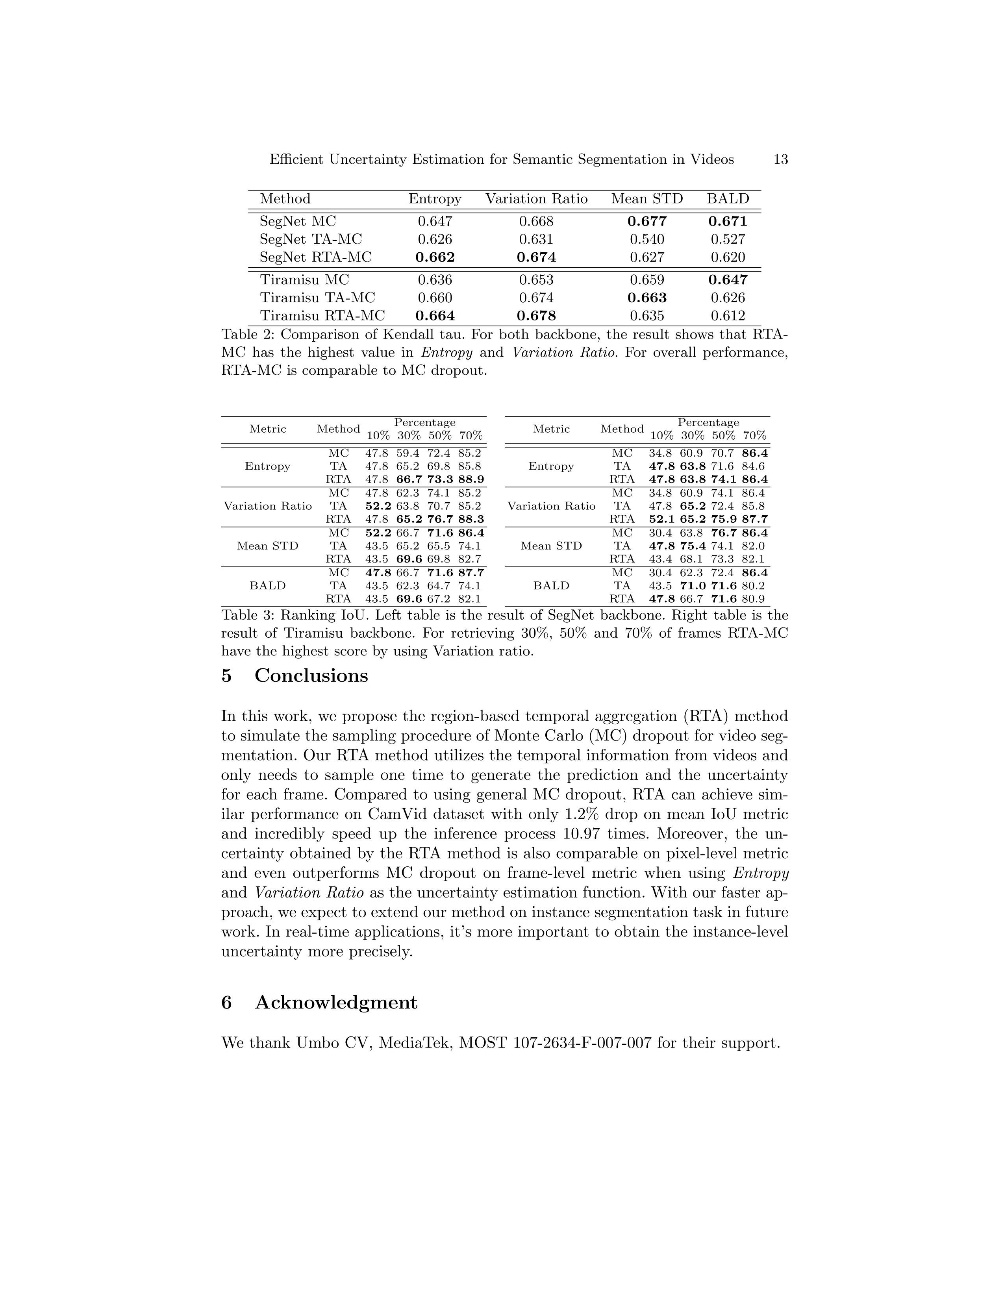 Efficient Uncertainty Estimation for Semantic Segmentation in Videos 13
Method Entropy Variation Ratio Mean STD BALD
SegNet MC 0.647 0.668 0.677 0.671
SegNet TA-MC 0.626 0.631 0.540 0.527
SegNet RTA-MC 0.662 0.674 0.627 0.620
Tiramisu MC 0.636 0.653 0.659 0.647
Tiramisu TA-MC 0.660 0.674 0.663 0.626
Tiramisu RTA-MC 0.664 0.678 0.635 0.612
Table 2: Comparison of Kendall tau. For both backbone, the result shows that RTA-
MC has the highest value in Entropy and Variation Ratio. For overall performance,
RTA-MC is comparable to MC dropout.
Metric Method Percentage
10% 30% 50% 70%
MC 47.8 59.4 72.4 85.2
Entropy TA 47.8 65.2 69.8 85.8
RTA 47.8 66.7 73.3 88.9
MC 47.8 62.3 74.1 85.2
Variation Ratio TA 52.2 63.8 70.7 85.2
RTA 47.8 65.2 76.7 88.3
MC 52.2 66.7 71.6 86.4
Mean STD TA 43.5 65.2 65.5 74.1
RTA 43.5 69.6 69.8 82.7
MC 47.8 66.7 71.6 87.7
BALD TA 43.5 62.3 64.7 74.1
RTA 43.5 69.6 67.2 82.1
Metric Method Percentage
10% 30% 50% 70%
MC 34.8 60.9 70.7 86.4
Entropy TA 47.8 63.8 71.6 84.6
RTA 47.8 63.8 74.1 86.4
MC 34.8 60.9 74.1 86.4
Variation Ratio TA 47.8 65.2 72.4 85.8
RTA 52.1 65.2 75.9 87.7
MC 30.4 63.8 76.7 86.4
Mean STD TA 47.8 75.4 74.1 82.0
RTA 43.4 68.1 73.3 82.1
MC 30.4 62.3 72.4 86.4
BALD TA 43.5 71.0 71.6 80.2
RTA 47.8 66.7 71.6 80.9
Table 3: Ranking IoU. Left table is the result of SegNet backbone. Right table is the
result of Tiramisu backbone. For retrieving 30%, 50% and 70% of frames RTA-MC
have the highest score by using Variation ratio.
5 Conclusions
In this work, we propose the region-based temporal aggregation (RTA) method
to simulate the sampling procedure of Monte Carlo (MC) dropout for video seg-
mentation. Our RTA method utilizes the temporal information from videos and
only needs to sample one time to generate the prediction and the uncertainty
for each frame. Compared to using general MC dropout, RTA can achieve sim-
ilar performance on CamVid dataset with only 1.2% drop on mean IoU metric
and incredibly speed up the inference process 10.97 times. Moreover, the un-
certainty obtained by the RTA method is also comparable on pixel-level metric
and even outperforms MC dropout on frame-level metric when using Entropy
and Variation Ratio as the uncertainty estimation function. With our faster ap-
proach, we expect to extend our method on instance segmentation task in future
work. In real-time applications, it's more important to obtain the instance-level
uncertainty more precisely.
6 Acknowledgment
We thank Umbo CV, MediaTek, MOST 107-2634-F-007-007 for their support.